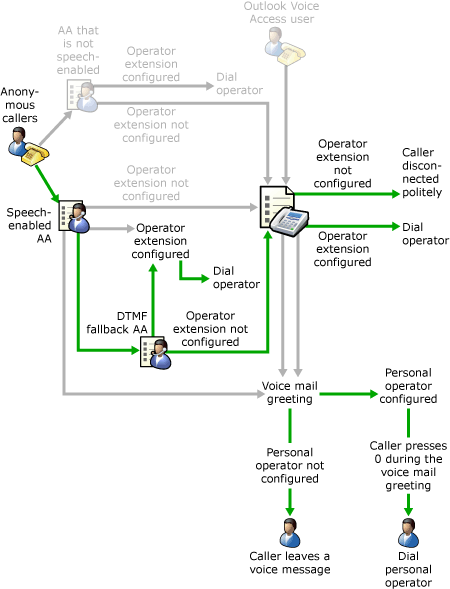 Outlook Voice
Access user
AA that
is not
speech-
enabled
Operator
extension
configured
Dial
operator
Anony-
mous
callers
Operator
extension not
configured
Operator
extension
not
configured
Caller
discon-
nected
politely
Operator
extension not
configured
Speech-
enabled
AA
Operator
extension
configured
Operator
extension
configured
Dial
operator
Dial
operator
DTMF
fallback AA
Operator
extension not
configured
Voice mail
greeting
Personal
operator
configured
Personal
operator not
configured
Caller presses
0 during the
voice mail
greeting
Caller leaves a
voice message
Dial
personal
operator